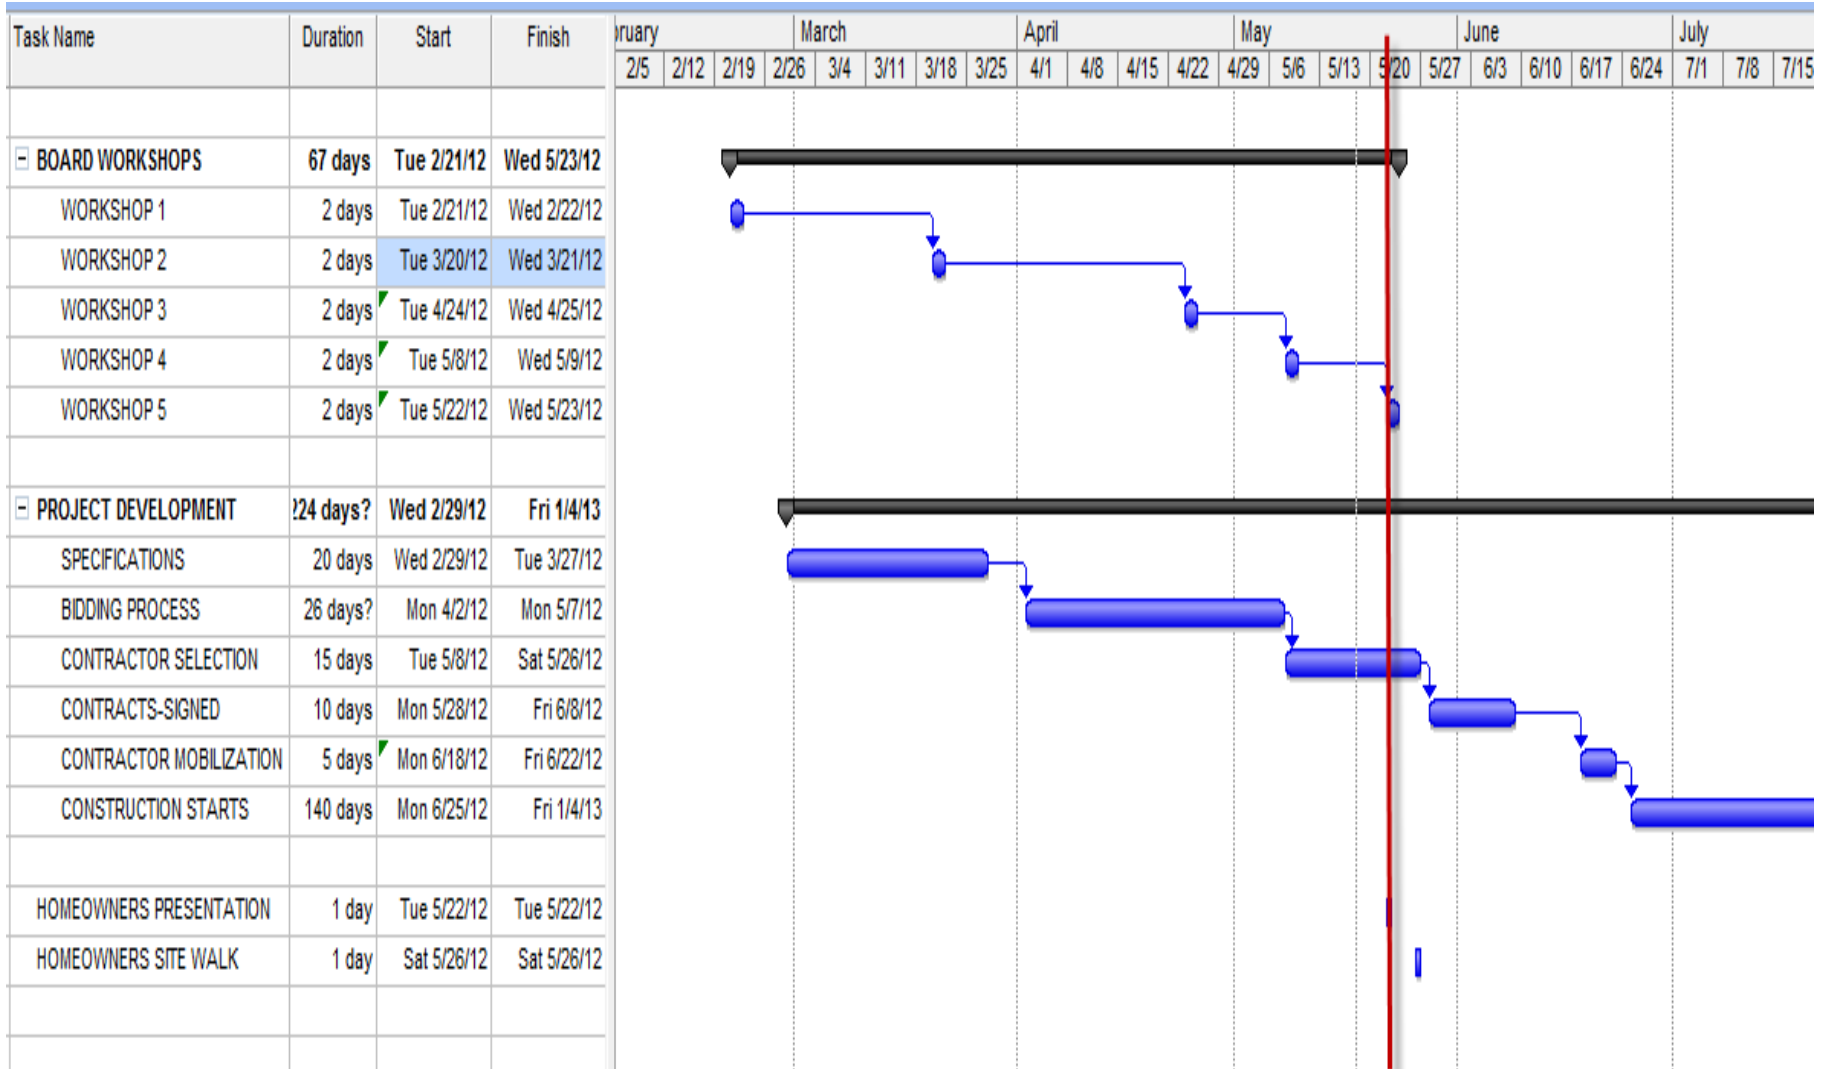 Task Name Duration Start Finish bruary March April May June July
2/5 2/12 2/19 2/26 3/4 3/11 3/18 3/25 4/1 4/8 4/15 4/22 4/29 5/6 5/13 5/20 5/27 6/3 6/10 6/17 6/24 7/1 7/8 7/15
BOARD WORKSHOPS 67 days Tue 2/21/12 Wed 5/23/12
WORKSHOP 1 2 days Tue 2/21/12 Wed 2/22/12
WORKSHOP 2 2 days Tue 3/20/12 Wed 3/21/12
WORKSHOP 3 2 days Tue 4/24/12 Wed 4/25/12
WORKSHOP 4 2 days Tue 5/8/12 Wed 5/9/12
WORKSHOP 5 2 days Tue 5/22/12 Wed 5/23/12
PROJECT DEVELOPMENT 224 days? Wed 2/29/12 Fri 1/4/13
SPECIFICATIONS 20 days Wed 2/29/12 Tue 3/27/12
BIDDING PROCESS 26 days? Mon 4/2/12 Mon 5/7/12
CONTRACTOR SELECTION 15 days Tue 5/8/12 Sat 5/26/12
CONTRACTS-SIGNED 10 days Mon 5/28/12 Fri 6/8/12
CONTRACTOR MOBILIZATION 5 days Mon 6/18/12 Fri 6/22/12
CONSTRUCTION STARTS 140 days Mon 6/25/12 Fri 1/4/13
HOMEOWNERS PRESENTATION 1 day Tue 5/22/12 Tue 5/22/12
HOMEOWNERS SITE WALK 1 day Sat 5/26/12 Sat 5/26/12